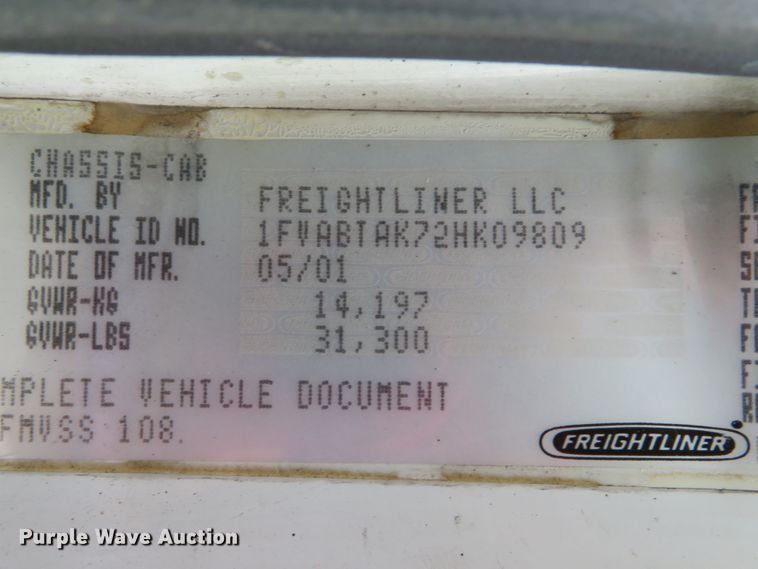 CHASSIS-CAB
MFD. BY FREIGHTLINER LLC
VEHICLE ID NO. 1FVABTAK72HK09809
DATE OF MFR. 05/01
GVWR-KG 14,197
GVWR-LBS 31,300
MPLETE VEHICLE DOCUMENT
FMVSS 108.
FREIGHTLINER
Purple Wave Auction